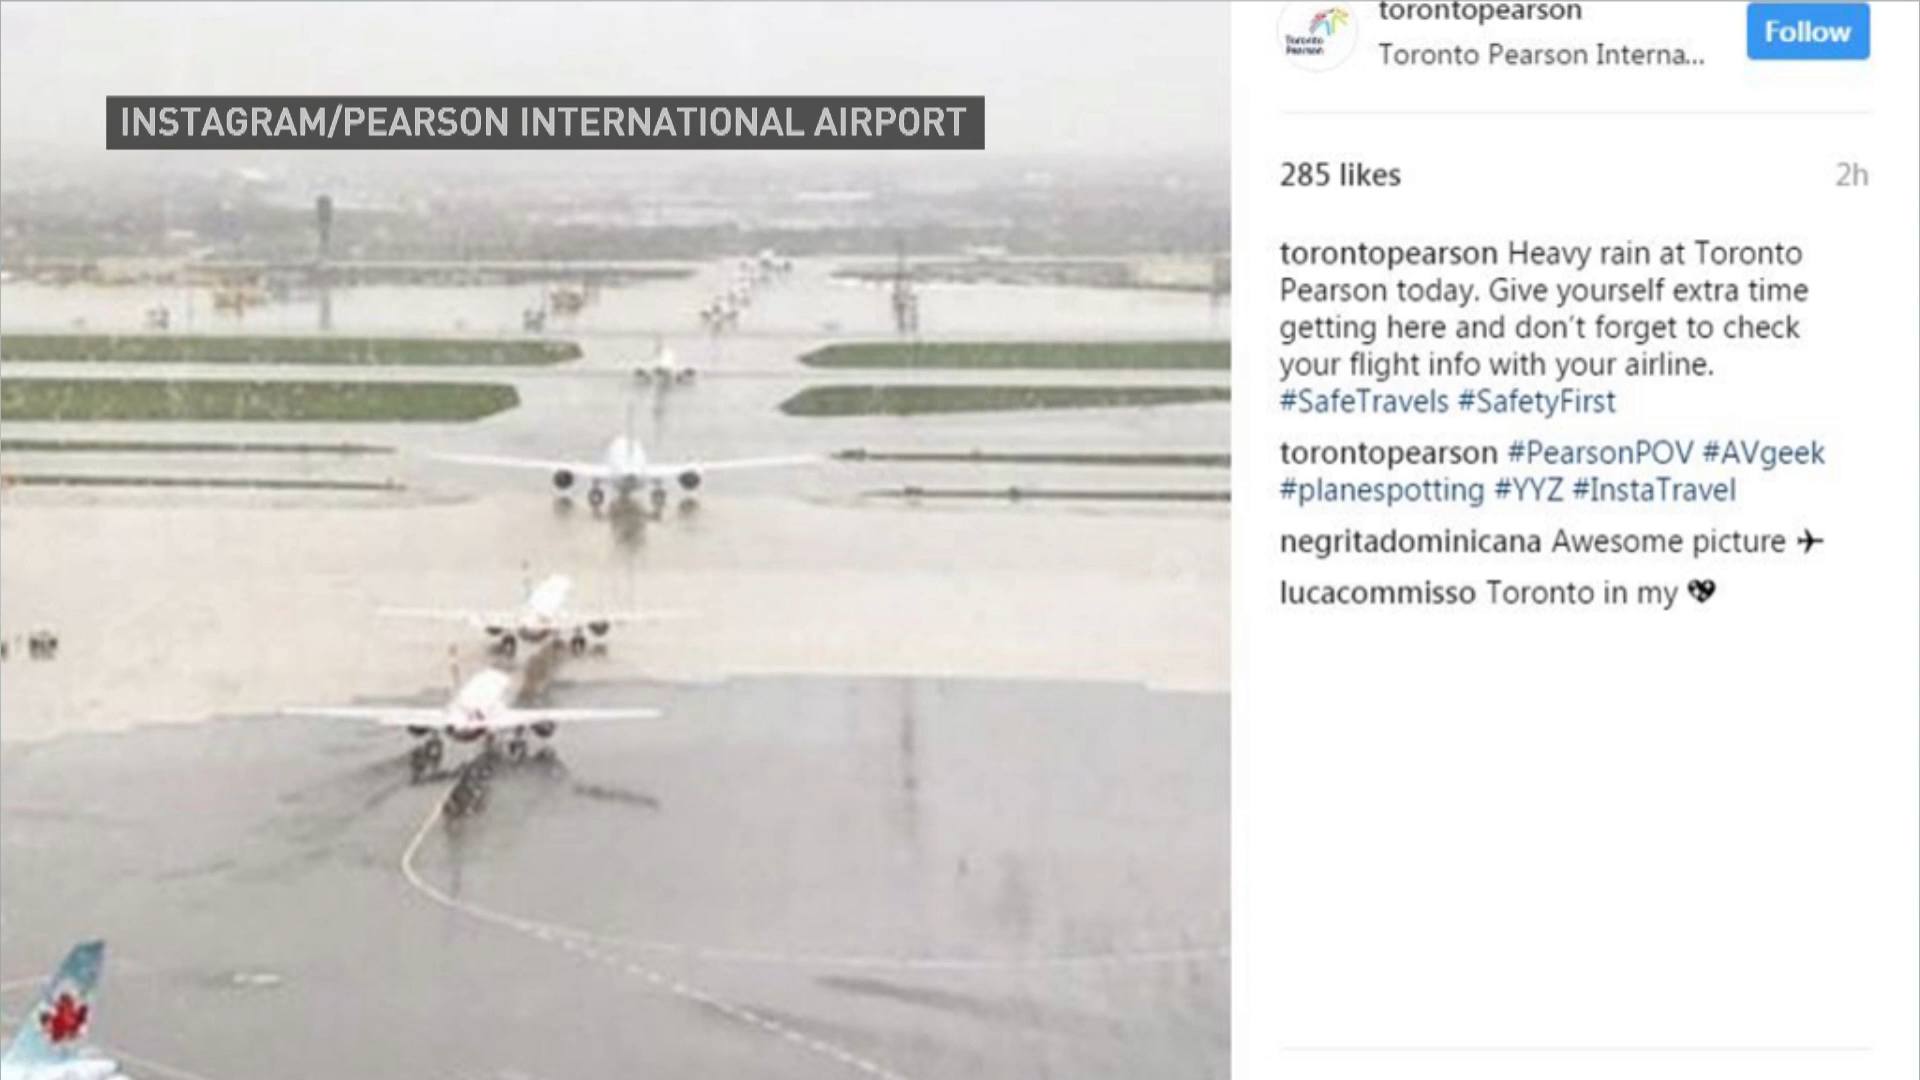 INSTAGRAM/PEARSON INTERNATIONAL AIRPORT
Toronto
Pearson
torontopearson
Toronto Pearson Interna...
Follow
285 likes
2h
torontopearson Heavy rain at Toronto
Pearson today. Give yourself extra time
getting here and don't forget to check
your flight info with your airline.
#SafeTravels #SafetyFirst
torontopearson #PearsonPOV #AVgeek
#planespotting #YYZ #InstaTravel
negritadominicana Awesome picture ✈
lucacommisso Toronto in my 💖